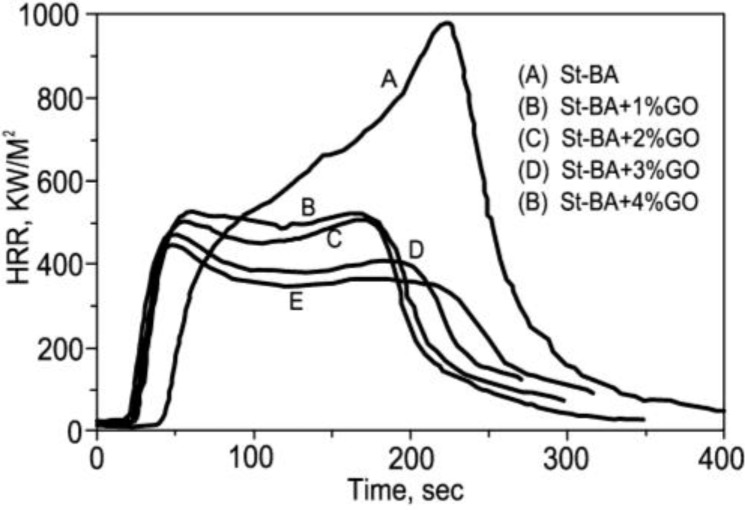 1000
800
600
400
200
0
HRR, KW/M²
A
B
C
D
E
(A) St-BA
(B) St-BA+1%GO
(C) St-BA+2%GO
(D) St-BA+3%GO
(B) St-BA+4%GO
0 100 200 300 400
Time, sec